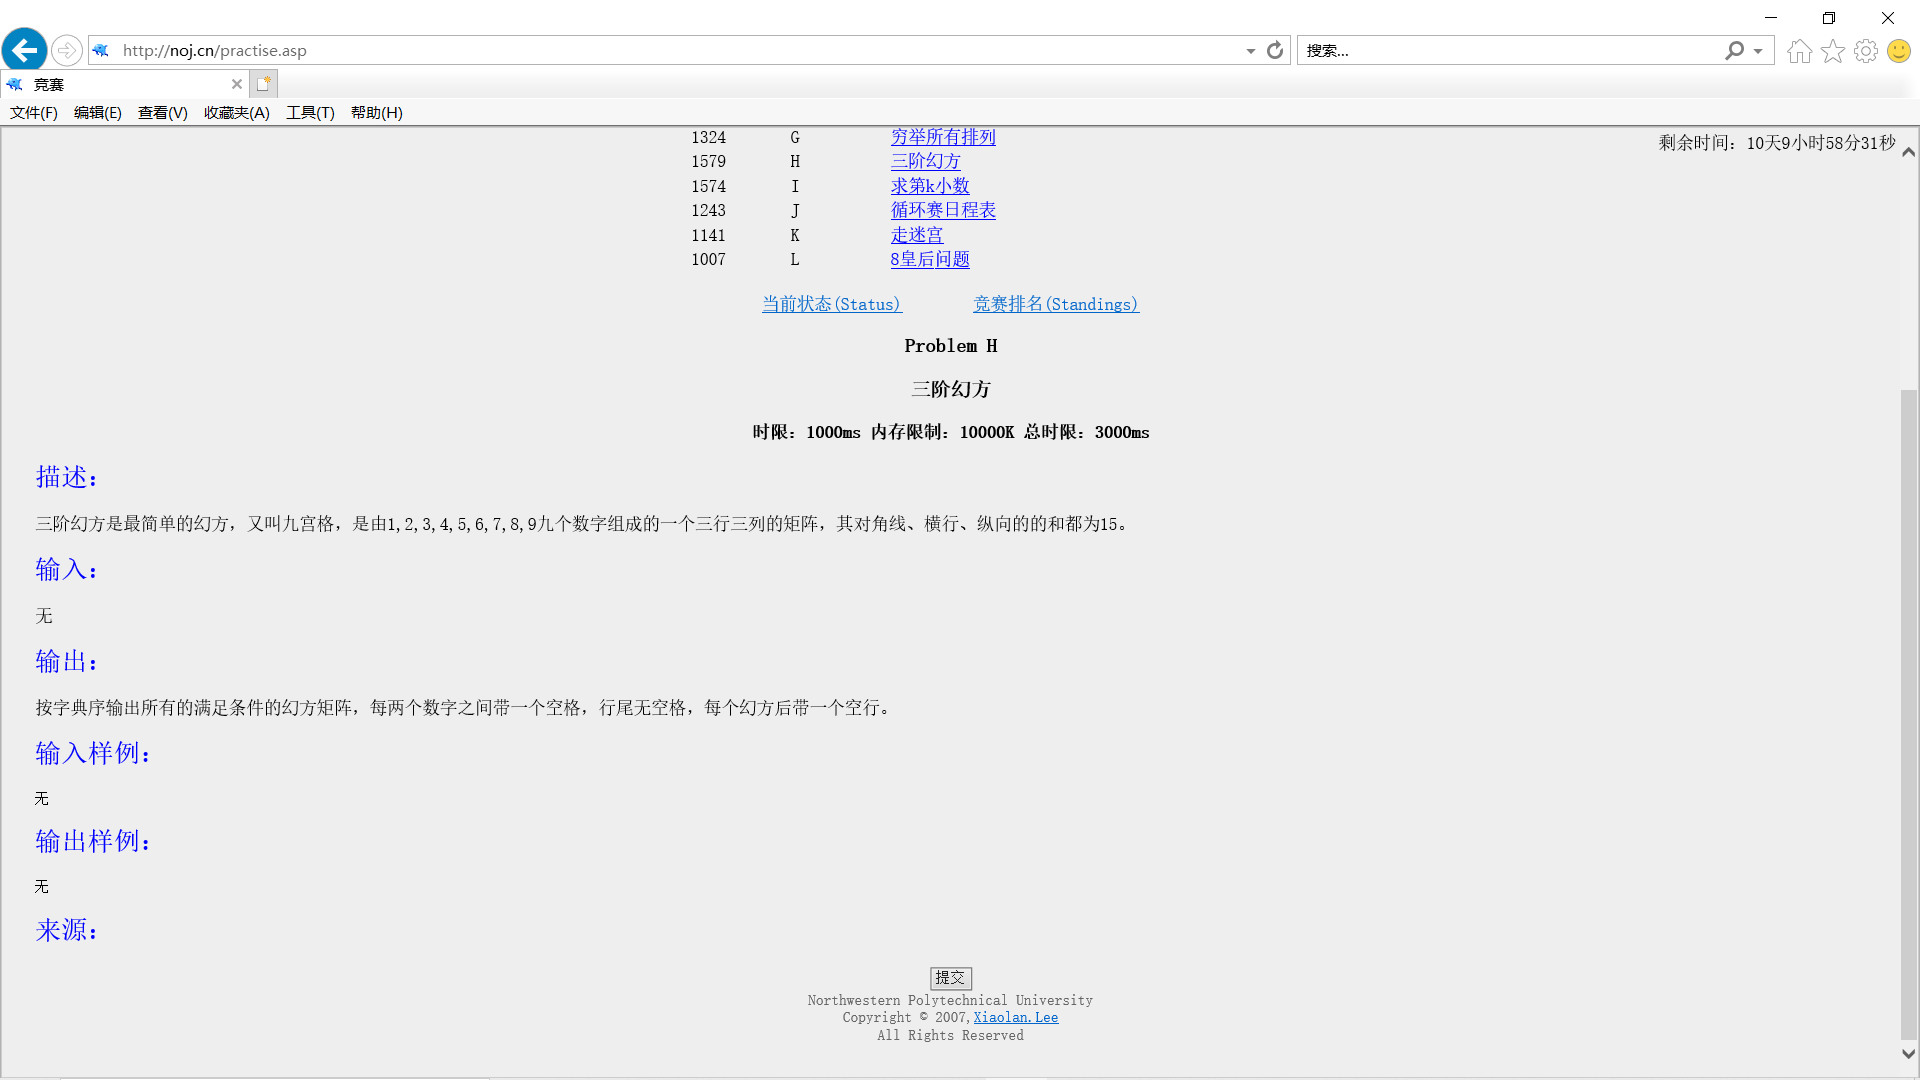 http://noj.cn/practise.asp
搜索...
竞赛
文件(F) 编辑(E) 查看(V) 收藏夹(A) 工具(T) 帮助(H)
剩余时间：10天9小时58分31秒
1324 G 穷举所有排列
1579 H 三阶幻方
1574 I 求第k小数
1243 J 循环赛日程表
1141 K 走迷宫
1007 L 8皇后问题
当前状态(Status) 竞赛排名(Standings)
Problem H
三阶幻方
时限：1000ms 内存限制：10000K 总时限：3000ms
描述：
三阶幻方是最简单的幻方，又叫九宫格，是由1,2,3,4,5,6,7,8,9九个数字组成的一个三行三列的矩阵，其对角线、横行、纵向的的和都为15。
输入：
无
输出：
按字典序输出所有的满足条件的幻方矩阵，每两个数字之间带一个空格，行尾无空格，每个幻方后带一个空行。
输入样例：
无
输出样例：
无
来源：
提交
Northwestern Polytechnical University
Copyright © 2007,Xiaolan.Lee
All Rights Reserved